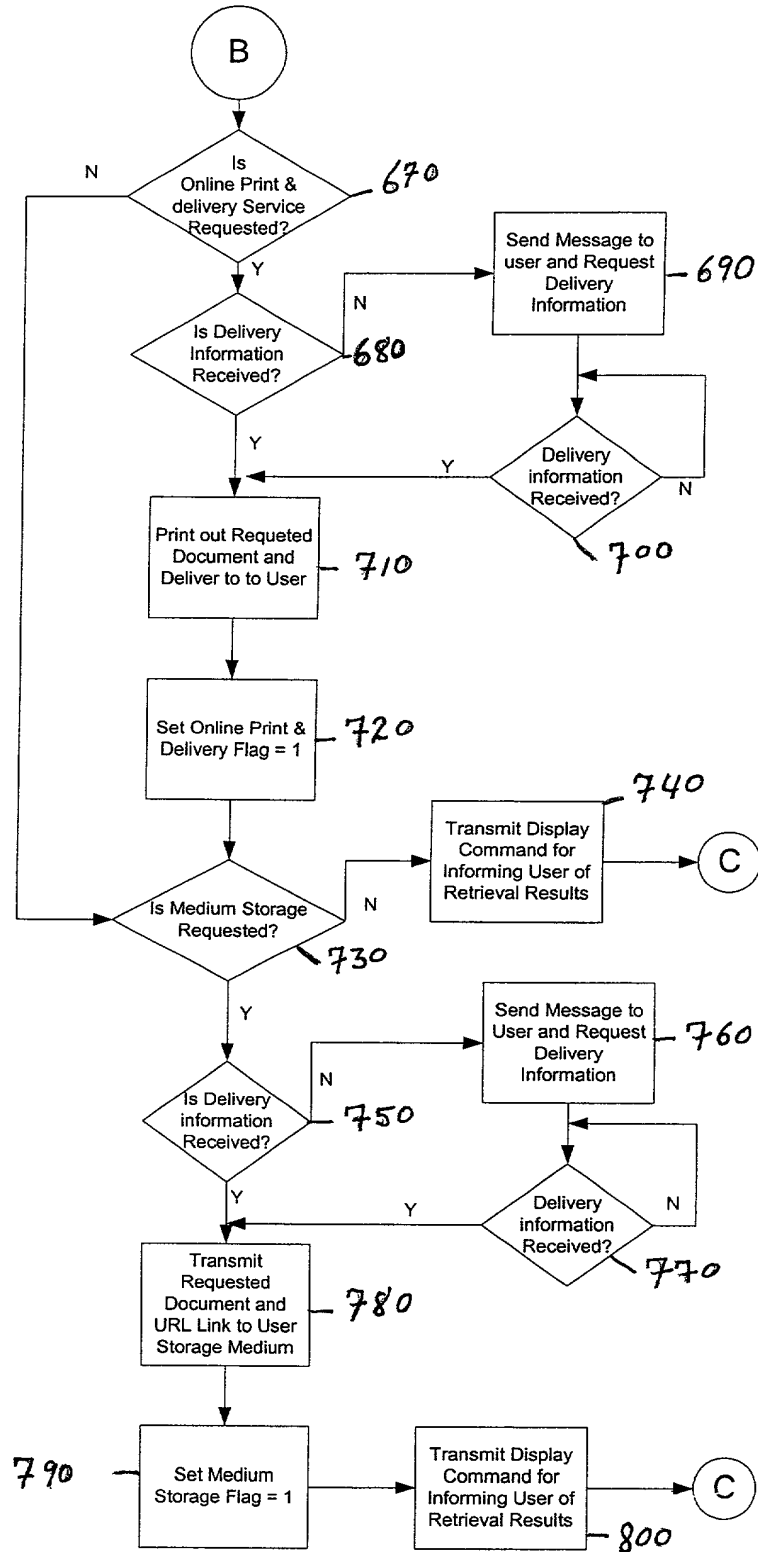 B
Is
Online Print &
delivery Service
Requested?
N
670
Y
Send Message to
user and Request
Delivery
Information
690
N
Is Delivery
Information
Received?
680
Y
Delivery
information
Received?
Y
N
700
Print out Requeted
Document and
Deliver to to User
710
Set Online Print &
Delivery Flag = 1
720
740
Transmit Display
Command for
Informing User of
Retrieval Results
C
Is Medium Storage
Requested?
N
730
Y
Send Message to
User and Request
Delivery
Information
760
N
Is Delivery
information
Received?
750
Y
Y
Delivery
information
Received?
N
770
Transmit
Requested
Document and
URL Link to User
Storage Medium
780
790
Set Medium
Storage Flag = 1
Transmit Display
Command for
Informing User of
Retrieval Results
C
800